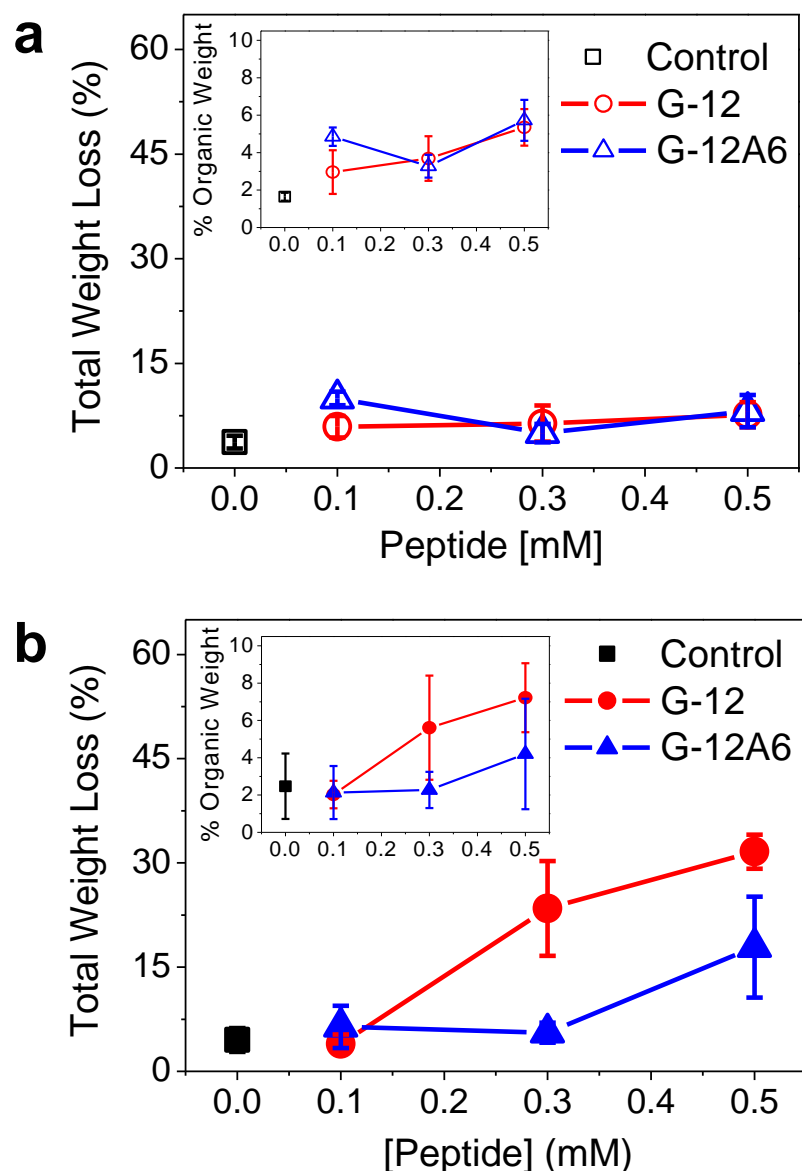 a
Total Weight Loss (%)
60
45
30
15
0
0.0 0.1 0.2 0.3 0.4 0.5
Peptide [mM]
% Organic Weight
10
8
6
4
2
0
0.0 0.1 0.2 0.3 0.4 0.5
Control
G-12
G-12A6
b
Total Weight Loss (%)
60
45
30
15
0
0.0 0.1 0.2 0.3 0.4 0.5
[Peptide] (mM)
% Organic Weight
10
8
6
4
2
0
0.0 0.1 0.2 0.3 0.4 0.5
Control
G-12
G-12A6